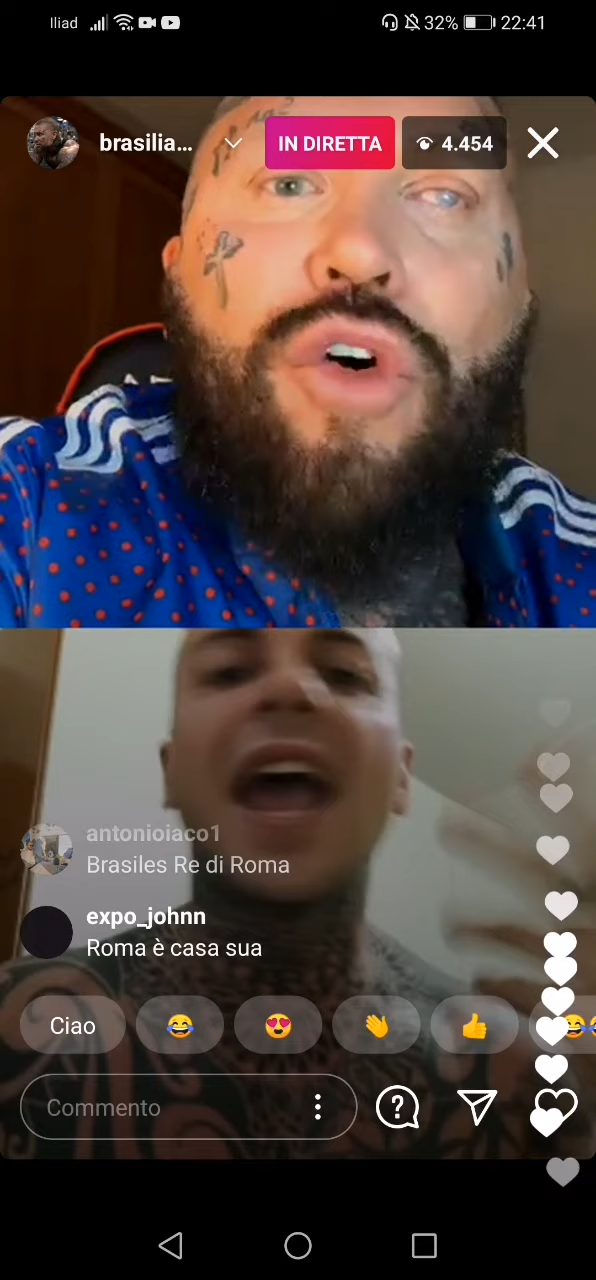 Iliad 32% 22:41
brasilia... IN DIRETTA 4.454
antonioiaco1
Brasiles Re di Roma
expo_johnn
Roma è casa sua
Ciao
Commento